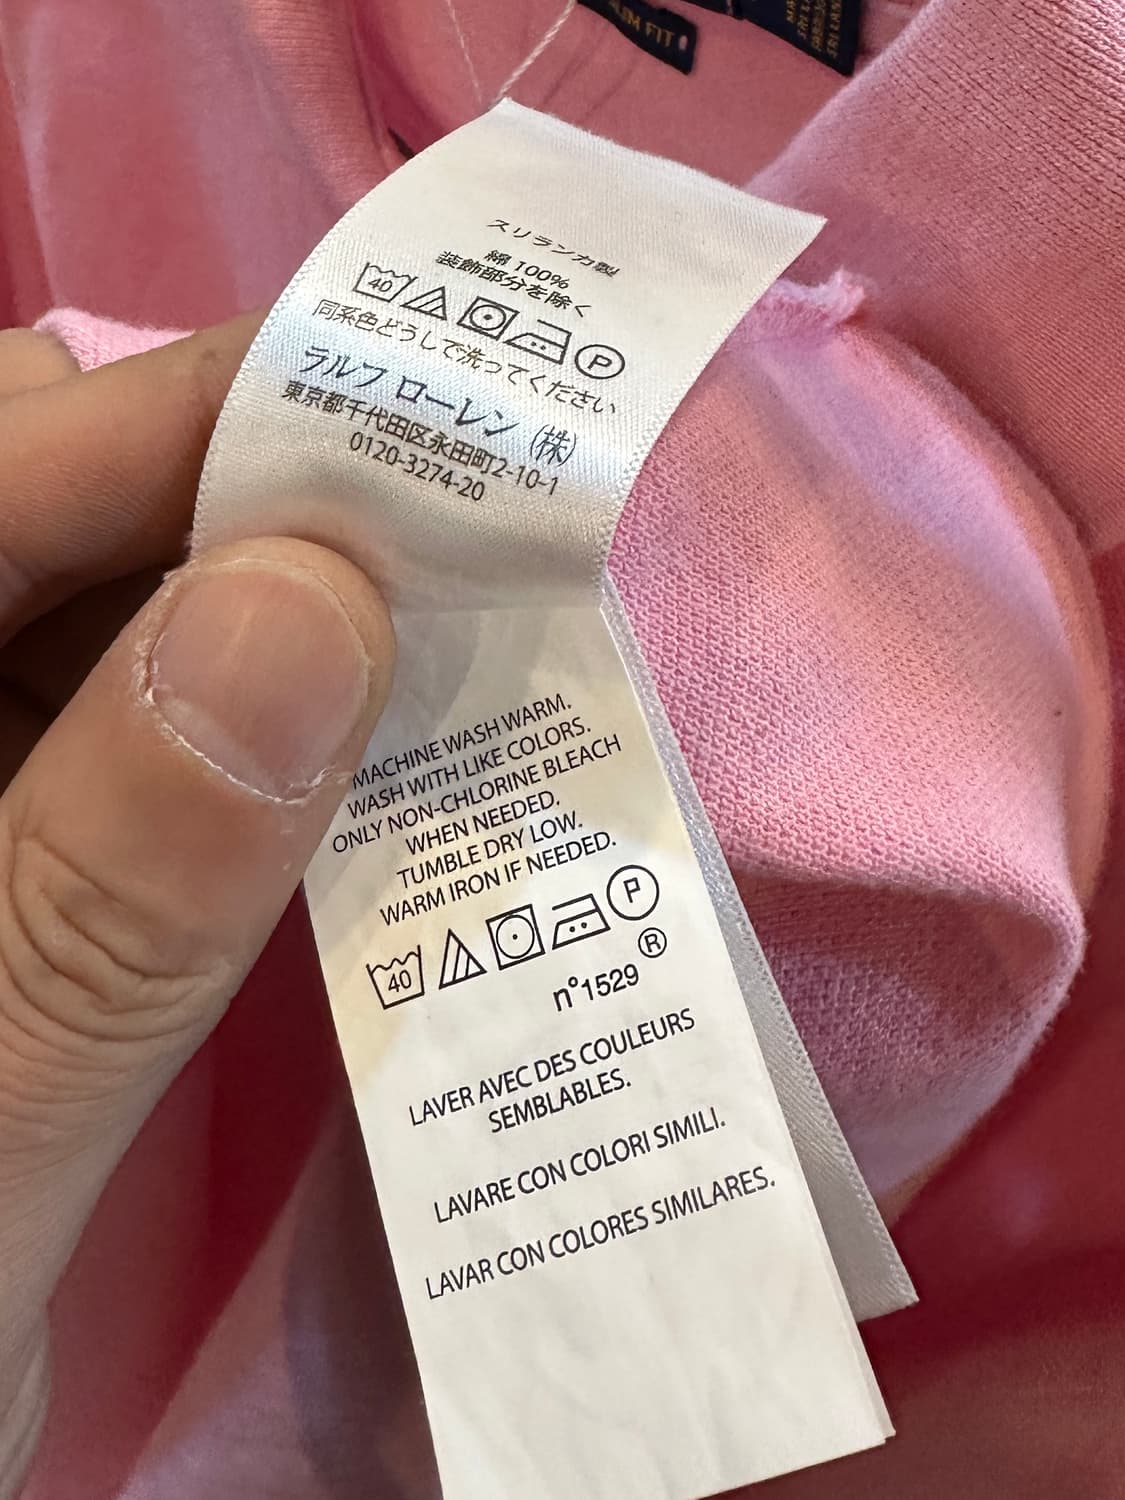 スリランカ製
綿 100%
装飾部分を除く
40 P
同系色どうしで洗ってください
ラルフ ローレン (株)
東京都千代田区永田町2-10-1
0120-3274-20
MACHINE WASH WARM.
WASH WITH LIKE COLORS.
ONLY NON-CHLORINE BLEACH
WHEN NEEDED.
TUMBLE DRY LOW.
WARM IRON IF NEEDED.
40 P
®
n°1529
LAVER AVEC DES COULEURS
SEMBLABLES.
LAVARE CON COLORI SIMILI.
LAVAR CON COLORES SIMILARES.
FIT